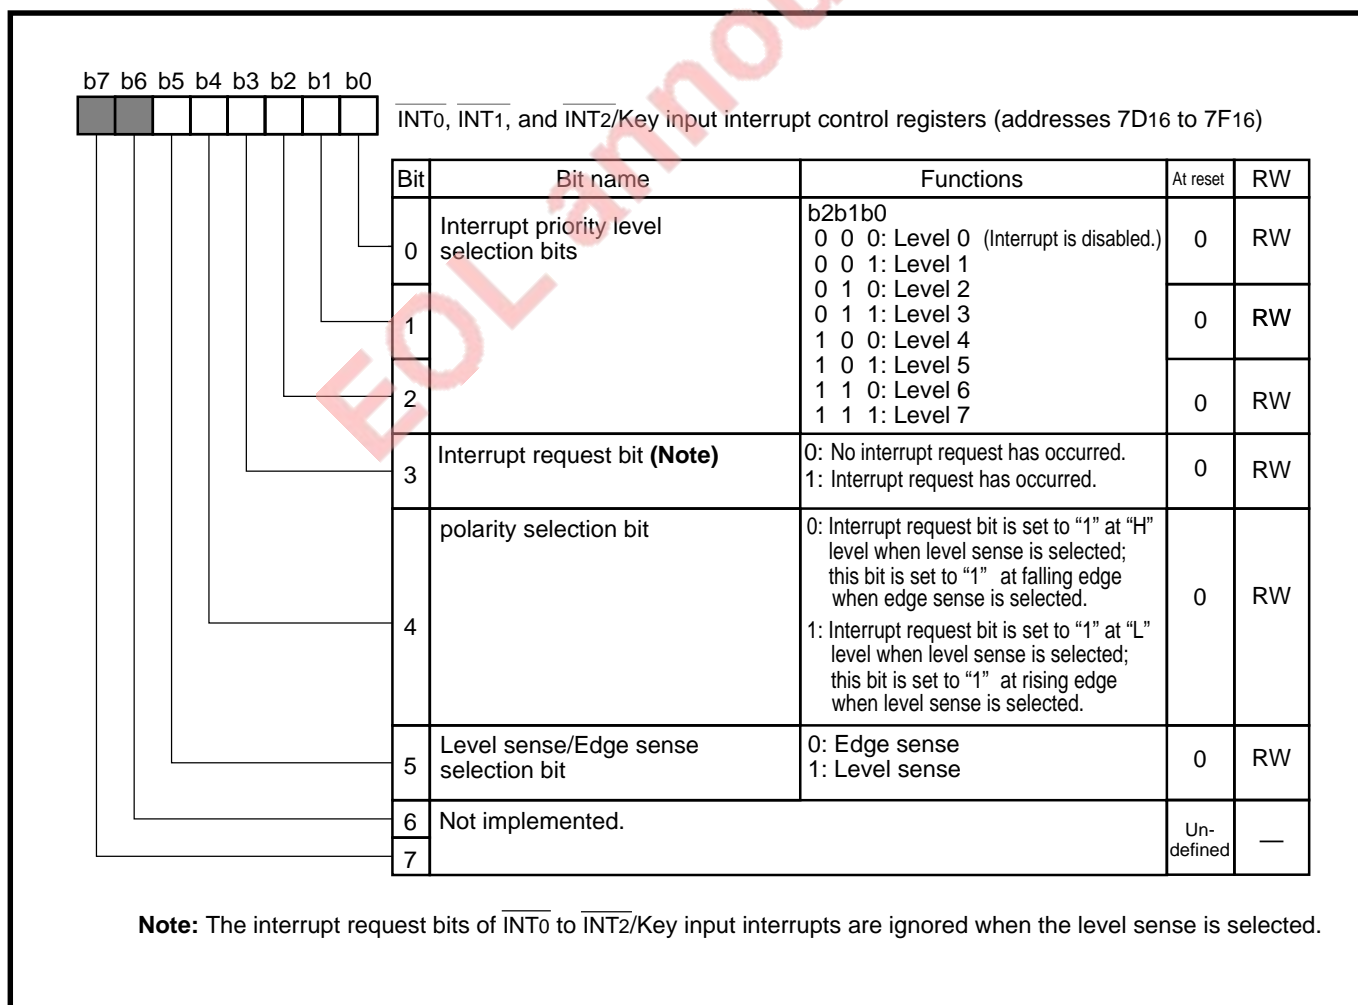 EOL annou
b7 b6 b5 b4 b3 b2 b1 b0
INT0, INT1, and INT2/Key input interrupt control registers (addresses 7D16 to 7F16)
Bit Bit name Functions At reset RW
0 Interrupt priority level
selection bits
b2b1b0
0 0 0: Level 0 (Interrupt is disabled.)
0 0 1: Level 1
0 1 0: Level 2
0 1 1: Level 3
1 0 0: Level 4
1 0 1: Level 5
1 1 0: Level 6
1 1 1: Level 7
0 RW
1 0 RW
2 0 RW
3 Interrupt request bit (Note)
0: No interrupt request has occurred.
1: Interrupt request has occurred.
0 RW
4 polarity selection bit
0: Interrupt request bit is set to “1” at “H”
level when level sense is selected;
this bit is set to “1” at falling edge
when edge sense is selected.
1: Interrupt request bit is set to “1” at “L”
level when level sense is selected;
this bit is set to “1” at rising edge
when level sense is selected.
0 RW
5 Level sense/Edge sense
selection bit
0: Edge sense
1: Level sense
0 RW
6 Not implemented.
7
Un-
defined
—
Note: The interrupt request bits of INT0 to INT2/Key input interrupts are ignored when the level sense is selected.